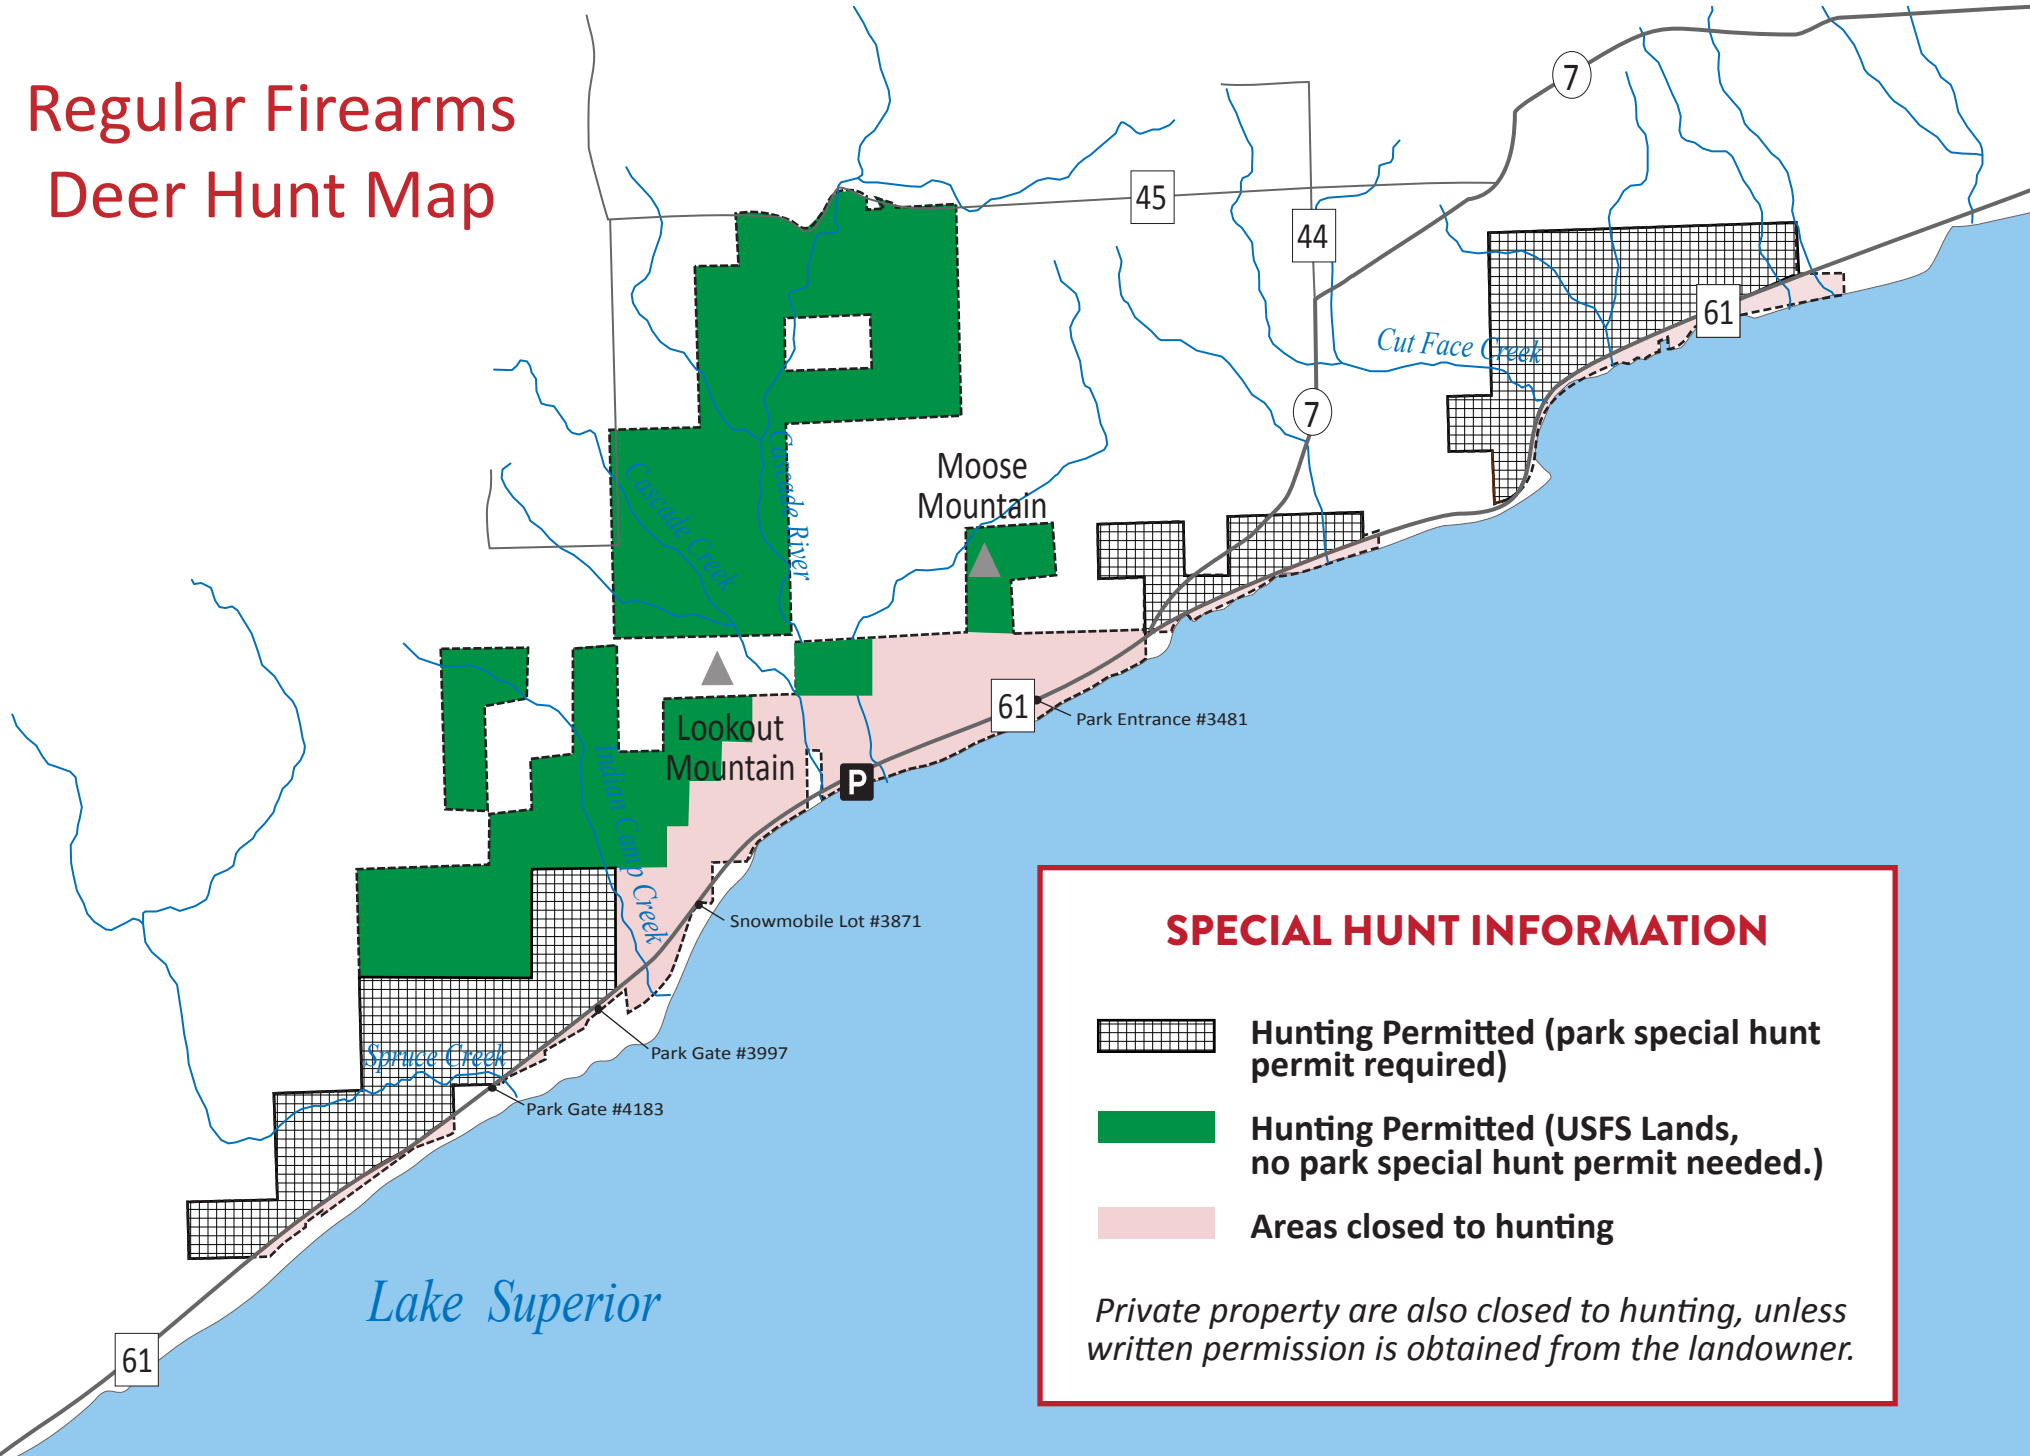 Regular Firearms
Deer Hunt Map
7
45
44
61
Cut Face Creek
7
Moose
Mountain
Cascade River
Cascade Creek
61
Park Entrance #3481
Lookout
Mountain
P
Indian Camp Creek
Snowmobile Lot #3871
Park Gate #3997
Spruce Creek
Park Gate #4183
Lake Superior
61
SPECIAL HUNT INFORMATION
Hunting Permitted (park special hunt
permit required)
Hunting Permitted (USFS Lands,
no park special hunt permit needed.)
Areas closed to hunting
Private property are also closed to hunting, unless
written permission is obtained from the landowner.